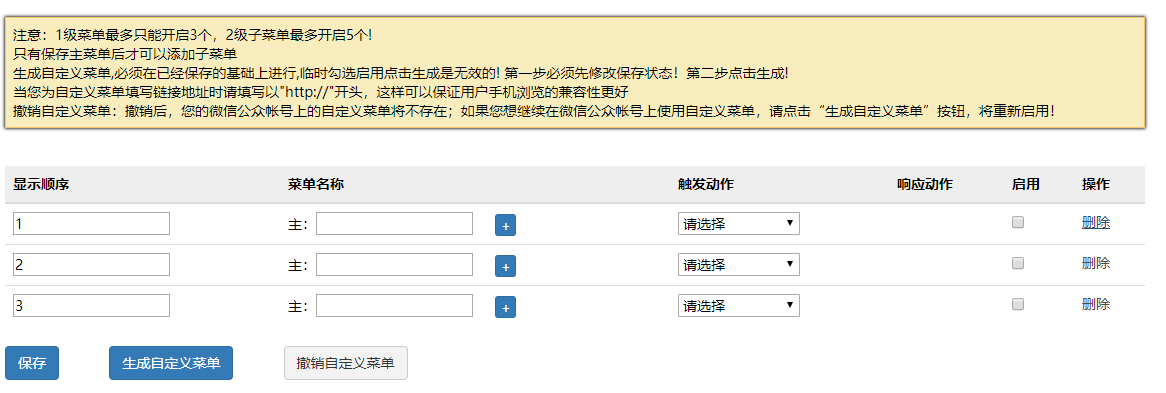 注意：1级菜单最多只能开启3个，2级子菜单最多开启5个!
只有保存主菜单后才可以添加子菜单
生成自定义菜单,必须在已经保存的基础上进行,临时勾选启用点击生成是无效的! 第一步必须先修改保存状态！第二步点击生成!
当您为自定义菜单填写链接地址时请填写以"http://"开头，这样可以保证用户手机浏览的兼容性更好
撤销自定义菜单：撤销后，您的微信公众帐号上的自定义菜单将不存在；如果您想继续在微信公众帐号上使用自定义菜单，请点击“生成自定义菜单”按钮，将重新启用！
显示顺序 菜单名称 触发动作 响应动作 启用 操作
1 主： + 请选择 删除
2 主： + 请选择 删除
3 主： + 请选择 删除
保存 生成自定义菜单 撤销自定义菜单